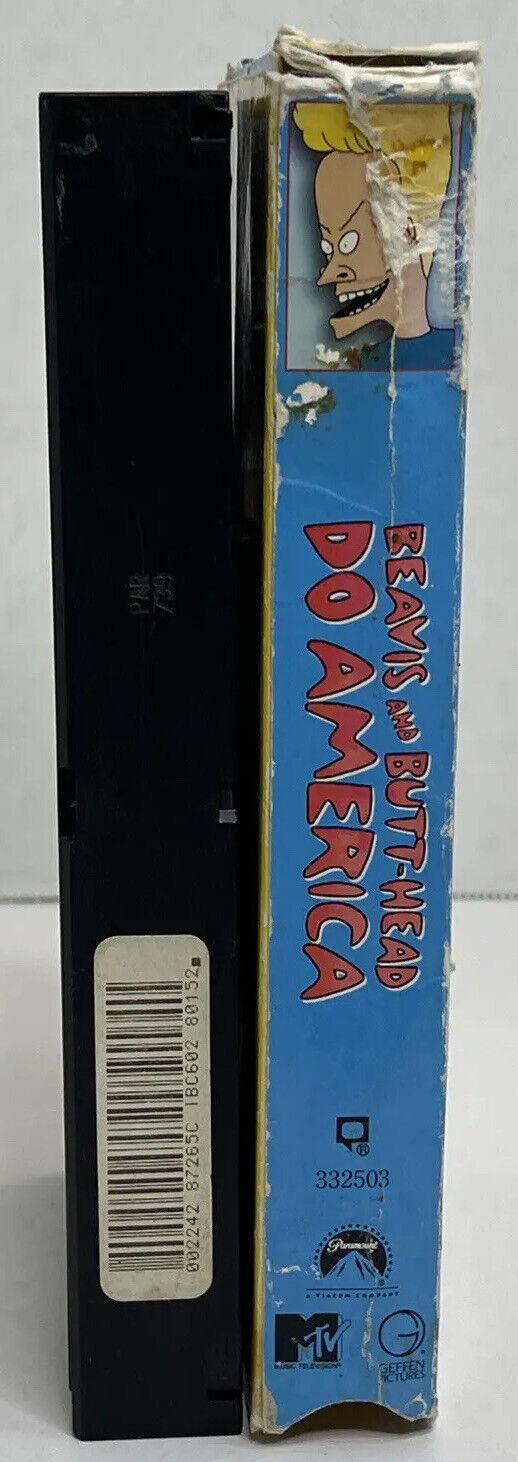 PAR
739
002242 87265C IBC602 80152
BEAVIS AND BUTT-HEAD
DO AMERICA
®
332503
Paramount
®
A VIACOM COMPANY
MTV
MUSIC TELEVISION®
GEFFEN
PICTURES